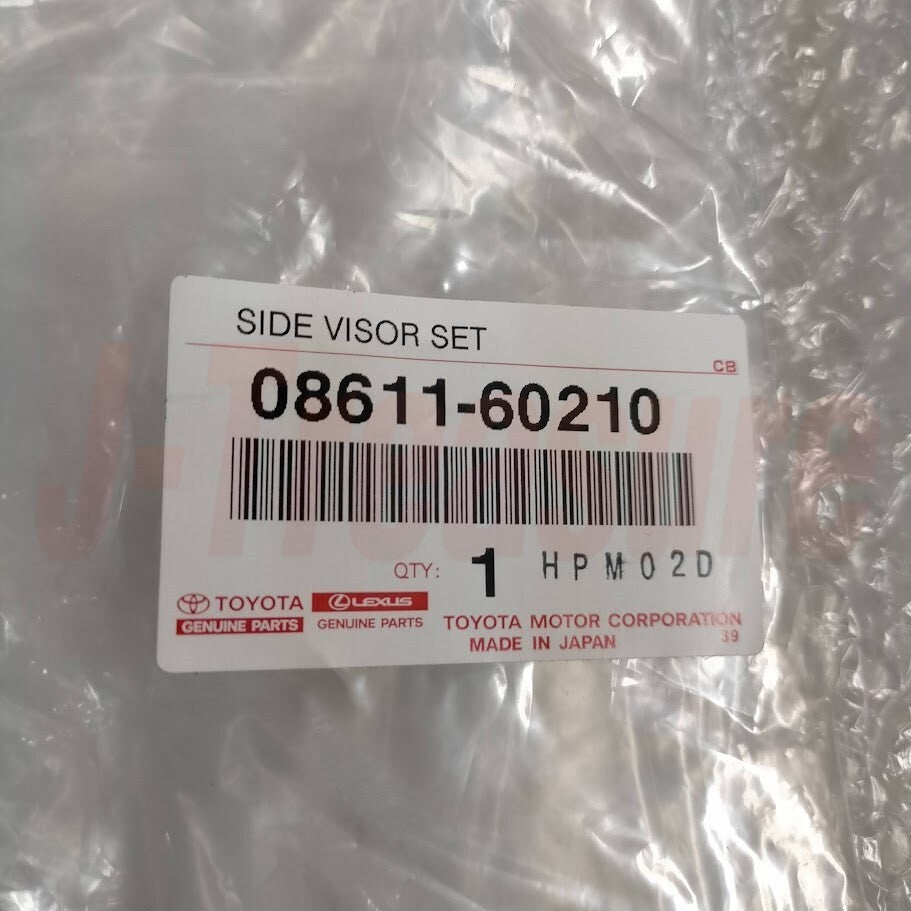 SIDE VISOR SET
CB
08611-60210
QTY: 1 HPM02D
TOYOTA LEXUS TOYOTA MOTOR CORPORATION
GENUINE PARTS GENUINE PARTS MADE IN JAPAN 39
J-Treasure